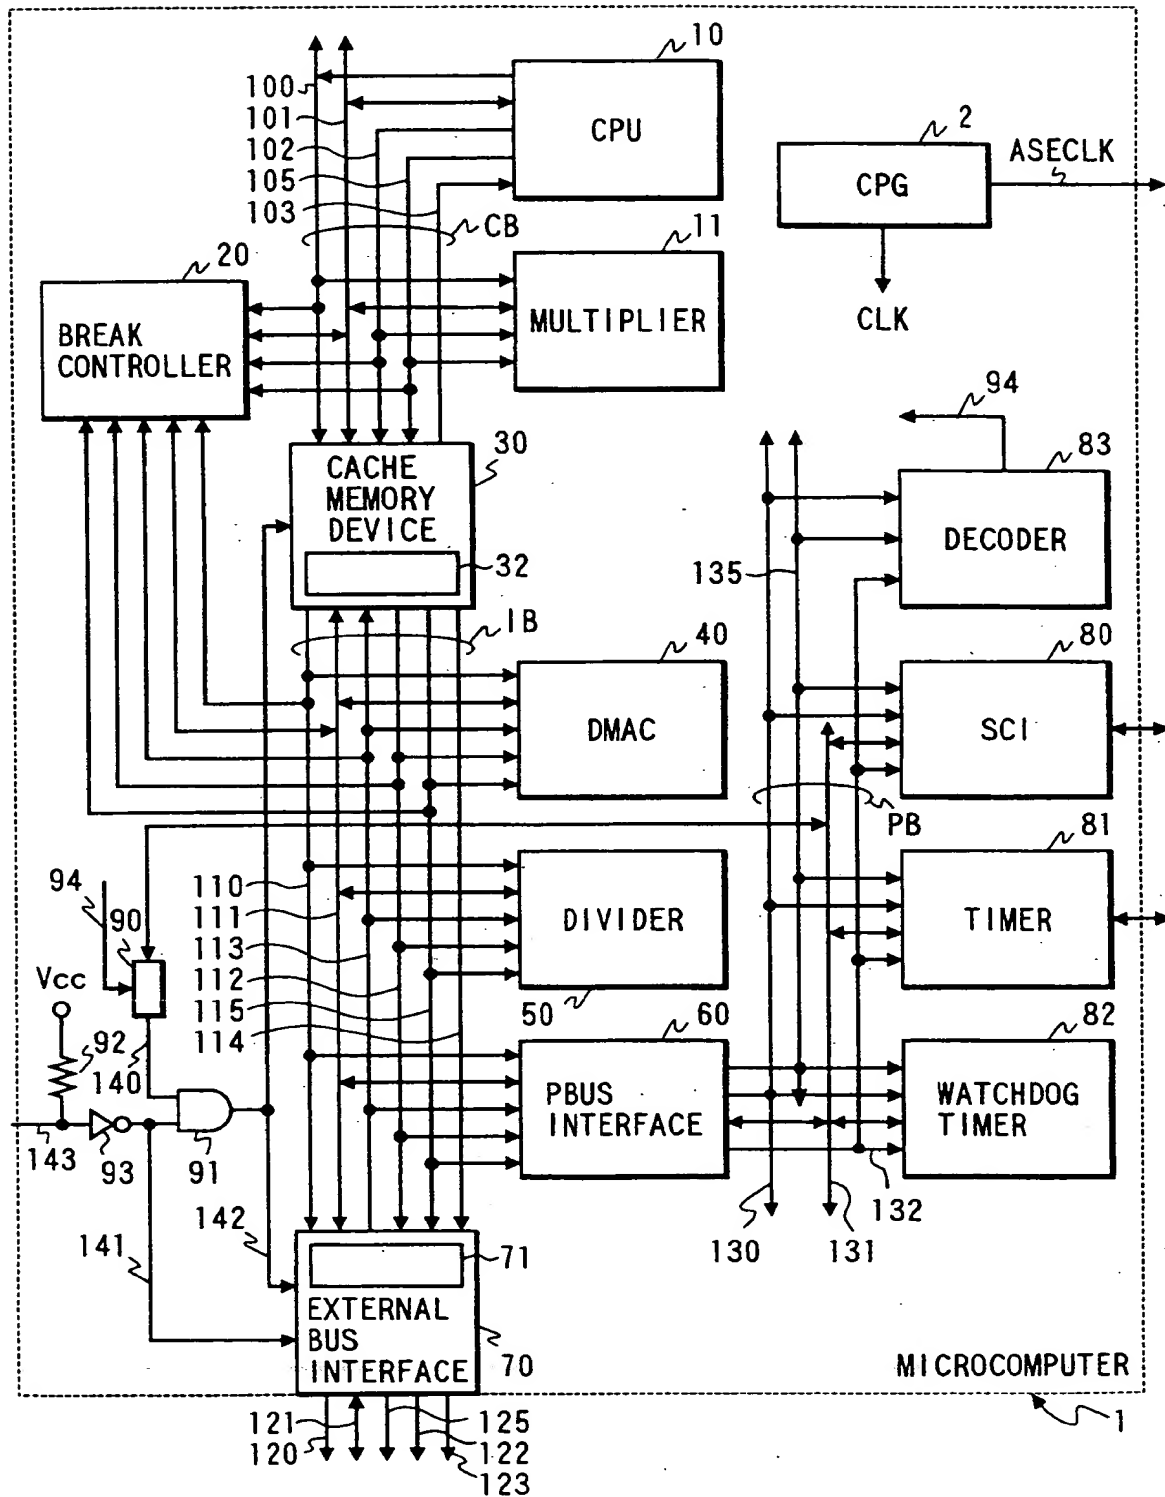 10
100
101
102
105
103
CPU
2
CPG
ASECLK
CLK
CB
11
20
BREAK
CONTROLLER
MULTIPLIER
94
30
CACHE
MEMORY
DEVICE
32
83
DECODER
135
IB
40
DMAC
80
SCI
PB
81
94
90
110
111
113
112
115
114
DIVIDER
TIMER
50
60
82
Vcc
92
140
143
93
91
PBUS
INTERFACE
WATCHDOG
TIMER
132
142
141
130
131
71
EXTERNAL
BUS
INTERFACE
70
MICROCOMPUTER
1
121
120
125
122
123